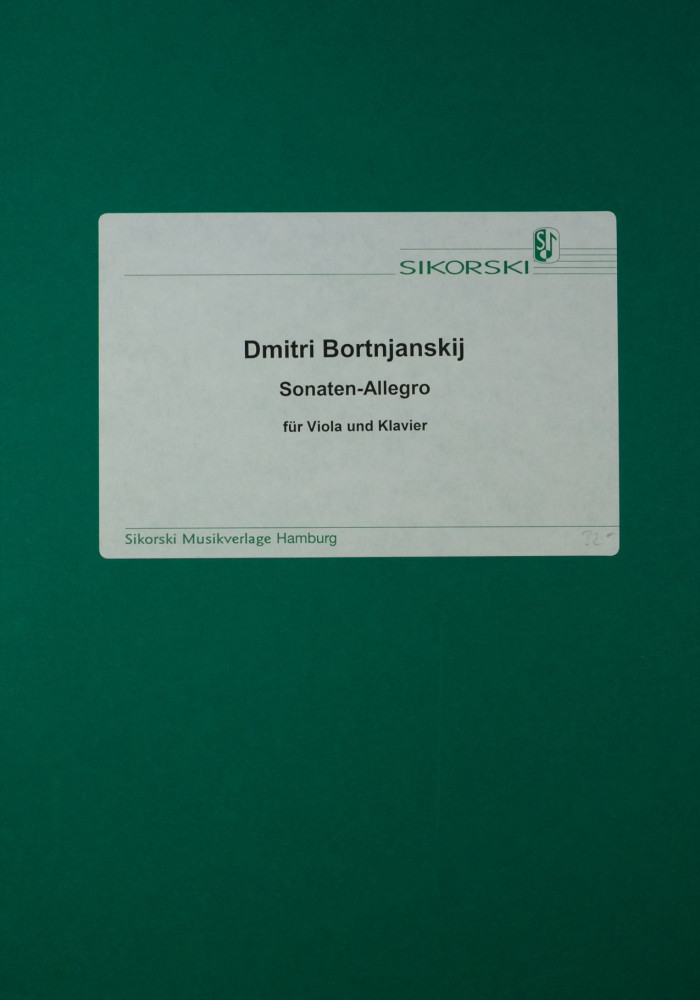 SIKORSKI
Dmitri Bortnjanskij
Sonaten-Allegro
für Viola und Klavier
Sikorski Musikverlage Hamburg